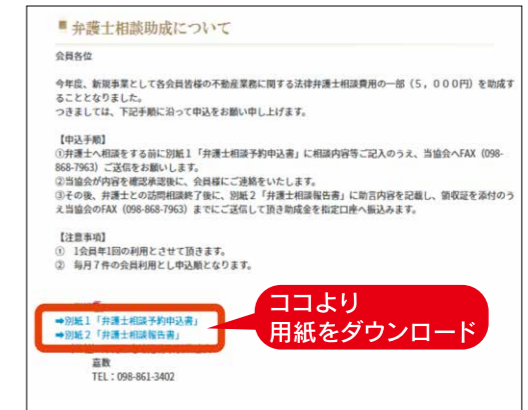 弁護士相談助成について
会員各位
今年度、新規事業として各会員皆様の不動産業務に関する法律弁護士相談費用の一部（5，000円）を助成す
ることとなりました。
つきましては、下記手順に沿って申込をお願い申し上げます。
【申込手順】
①弁護士へ相談をする前に別紙1「弁護士相談予約申込書」に相談内容等ご記入のうえ、当協会へFAX（098-
868-7963）ご送信をお願いします。
②当協会が内容を確認承認後に、会員様にご連絡をいたします。
③その後、弁護士との訪問相談終了後に、別紙2「弁護士相談報告書」に助言内容を記載し、領収証を添付のう
え当協会のFAX（098-868-7963）までにご送信して頂き助成金を指定口座へ振込みます。
【注意事項】
① 1会員年1回の利用とさせて頂きます。
② 毎月7件の会員利用とし申込順となります。
➡別紙1「弁護士相談予約申込書」
➡別紙2「弁護士相談報告書」
ココより
用紙をダウンロード
嘉数
TEL：098-861-3402